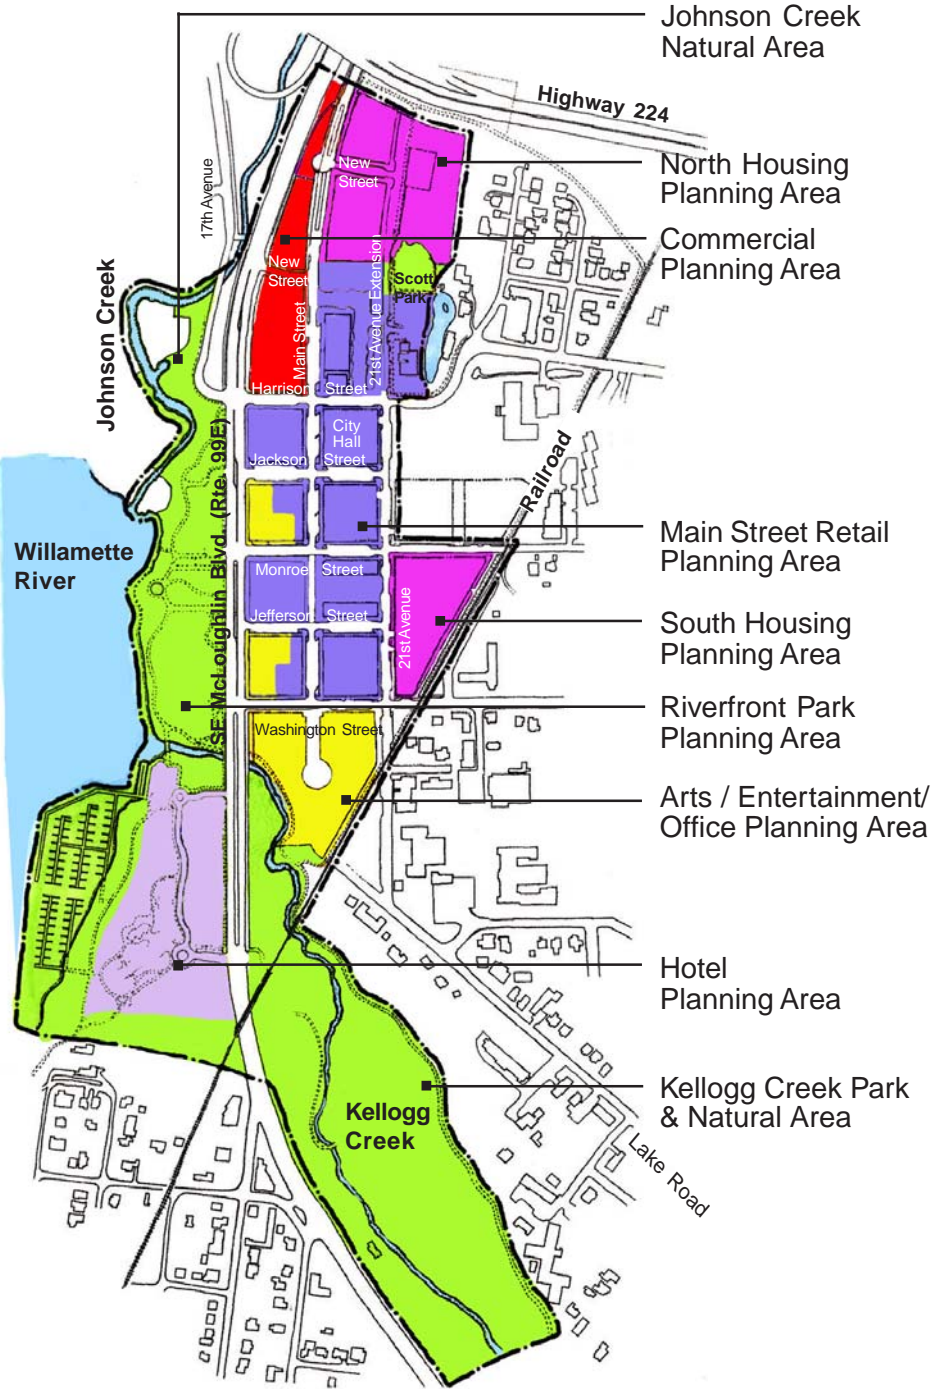 Johnson Creek
Natural Area
Highway 224
North Housing
Planning Area
New
Street
17th Avenue
Commercial
Planning Area
New
Street
Scott
Park
21st Avenue Extension
Main Street
Johnson Creek
Harrison Street
City
Hall
Jackson Street
SE McLoughlin Blvd. (Rte. 99E)
Railroad
Main Street Retail
Planning Area
Willamette
River
Monroe Street
Jefferson Street
21st Avenue
South Housing
Planning Area
Riverfront Park
Planning Area
Washington Street
Arts / Entertainment/
Office Planning Area
Hotel
Planning Area
Kellogg Creek Park
& Natural Area
Kellogg
Creek
Lake Road